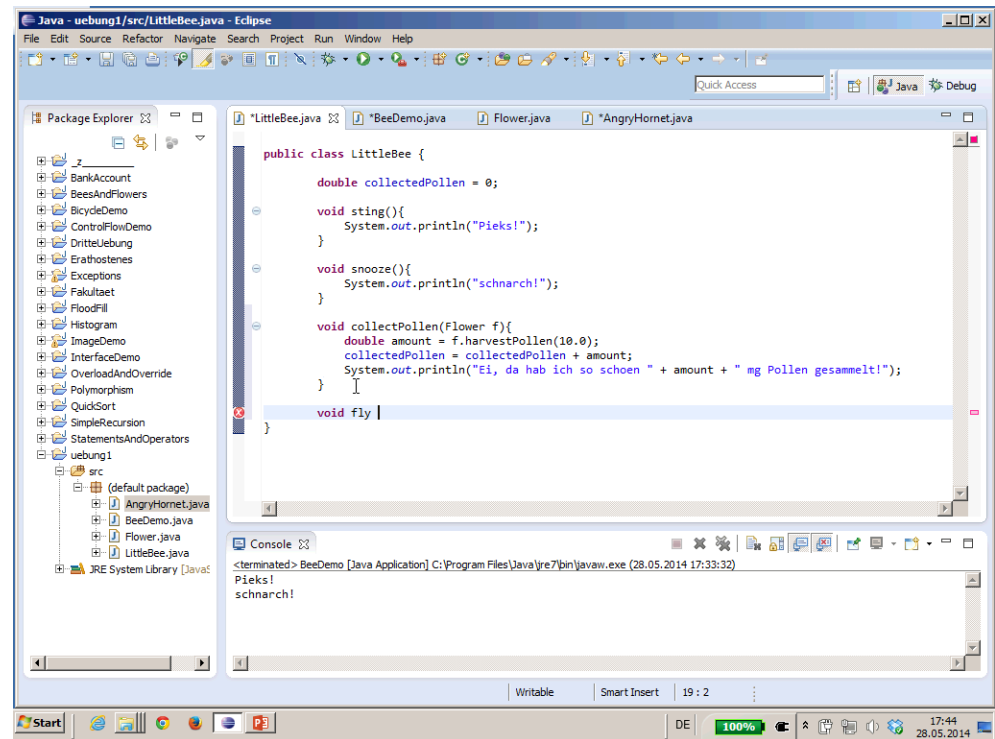 Java - uebung1/src/LittleBee.java - Eclipse
File Edit Source Refactor Navigate Search Project Run Window Help
Quick Access
Java
Debug
Package Explorer
_z_________
BankAccount
BeesAndFlowers
BicycleDemo
ControlFlowDemo
DritteUebung
Erathostenes
Exceptions
Fakultaet
FloodFill
Histogram
ImageDemo
InterfaceDemo
OverloadAndOverride
Polymorphism
QuickSort
SimpleRecursion
StatementsAndOperators
uebung1
src
(default package)
AngryHornet.java
BeeDemo.java
Flower.java
LittleBee.java
JRE System Library [JavaS
*LittleBee.java *BeeDemo.java Flower.java *AngryHornet.java
public class LittleBee {
double collectedPollen = 0;
void sting(){
System.out.println("Pieks!");
}
void snooze(){
System.out.println("schnarch!");
}
void collectPollen(Flower f){
double amount = f.harvestPollen(10.0);
collectedPollen = collectedPollen + amount;
System.out.println("Ei, da hab ich so schoen " + amount + " mg Pollen gesammelt!");
}
void fly
}
Console
<terminated> BeeDemo [Java Application] C:\Program Files\Java\jre7\bin\javaw.exe (28.05.2014 17:33:32)
Pieks!
schnarch!
Writable Smart Insert 19 : 2
Start
DE 100% 17:44
28.05.2014